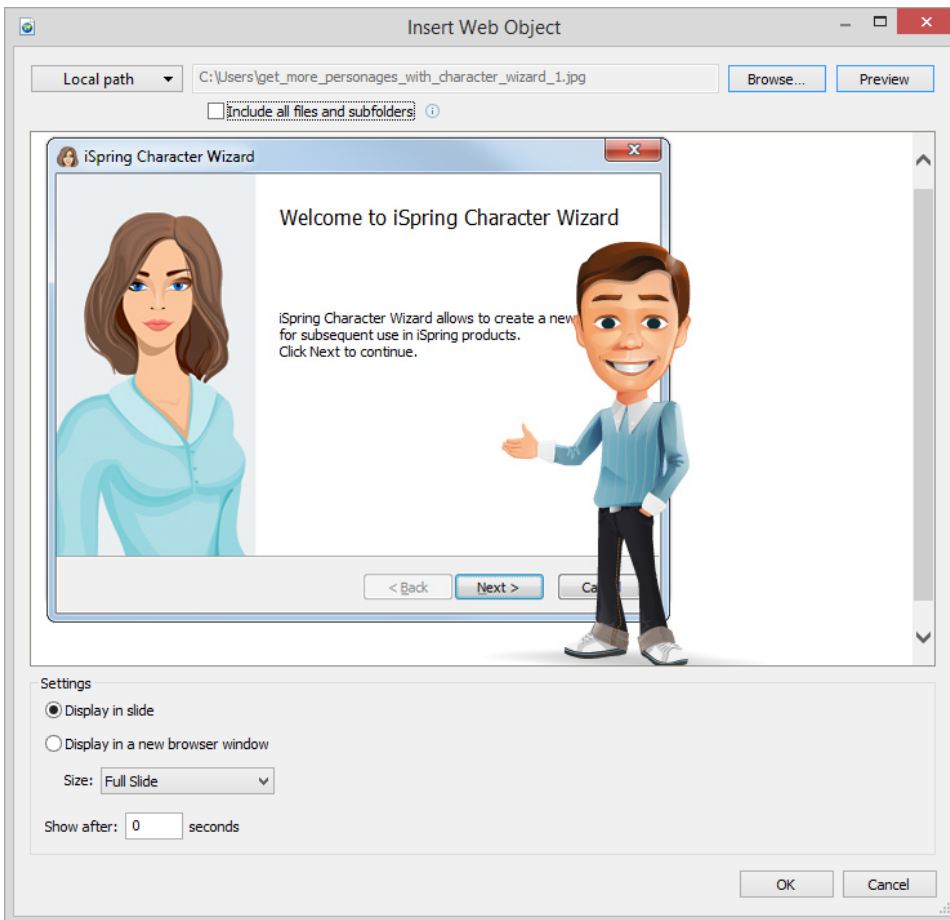 Insert Web Object
Local path
C:\Users\get_more_personages_with_character_wizard_1.jpg
Browse...
Preview
Include all files and subfolders
iSpring Character Wizard
Welcome to iSpring Character Wizard
iSpring Character Wizard allows to create a new
for subsequent use in iSpring products.
Click Next to continue.
< Back
Next >
Settings
Display in slide
Display in a new browser window
Size: Full Slide
Show after: 0 seconds
OK
Cancel